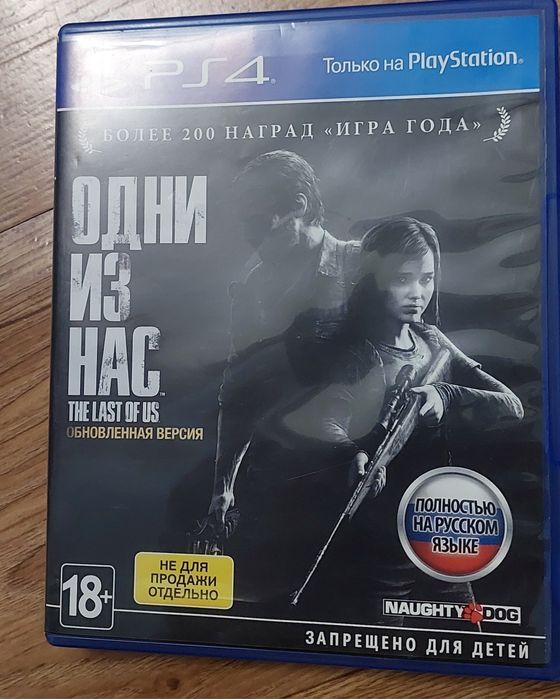 PS4
Только на PlayStation®
БОЛЕЕ 200 НАГРАД «ИГРА ГОДА»
ОДНИ
ИЗ
НАС™
THE LAST OF US
ОБНОВЛЕННАЯ ВЕРСИЯ
ПОЛНОСТЬЮ
НА РУССКОМ
ЯЗЫКЕ
НЕ ДЛЯ
ПРОДАЖИ
ОТДЕЛЬНО
18+
NAUGHTY DOG
ЗАПРЕЩЕНО ДЛЯ ДЕТЕЙ